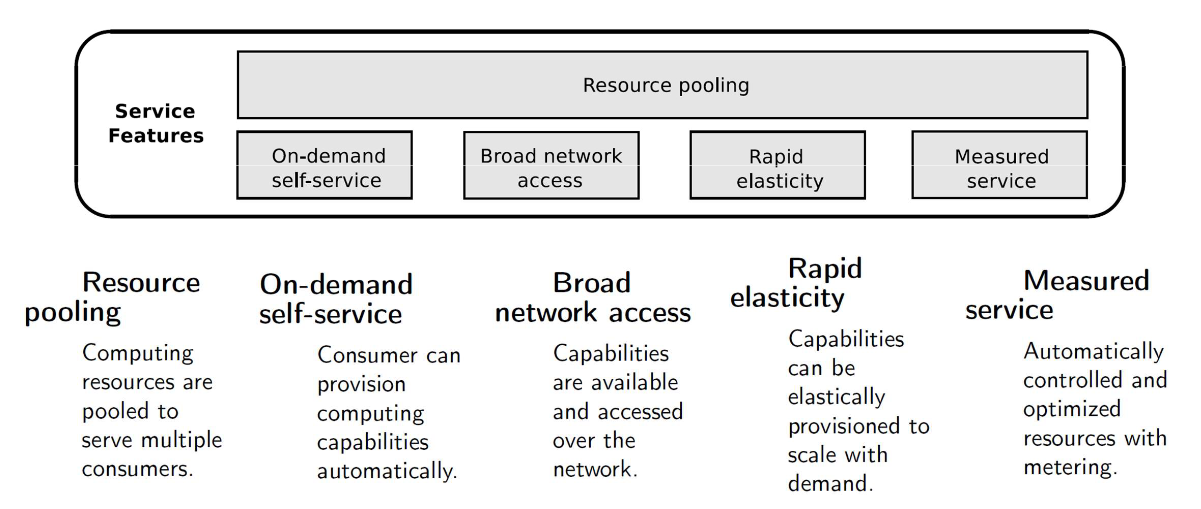 Service
Features
Resource pooling
On-demand
self-service
Broad network
access
Rapid
elasticity
Measured
service
Resource
pooling
Computing
resources are
pooled to
serve multiple
consumers.
On-demand
self-service
Consumer can
provision
computing
capabilities
automatically.
Broad
network access
Capabilities
are available
and accessed
over the
network.
Rapid
elasticity
Capabilities
can be
elastically
provisioned to
scale with
demand.
Measured
service
Automatically
controlled and
optimized
resources with
metering.